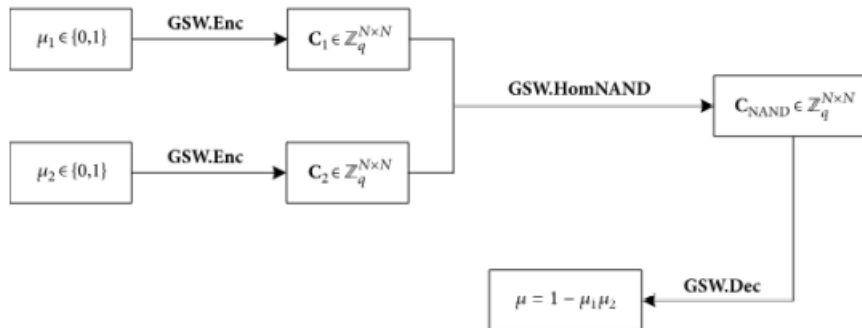 μ₁ ∈ {0,1}
GSW.Enc
C₁ ∈ ℤ_q^{N×N}
GSW.HomNAND
C_NAND ∈ ℤ_q^{N×N}
μ₂ ∈ {0,1}
GSW.Enc
C₂ ∈ ℤ_q^{N×N}
μ = 1 − μ₁μ₂
GSW.Dec